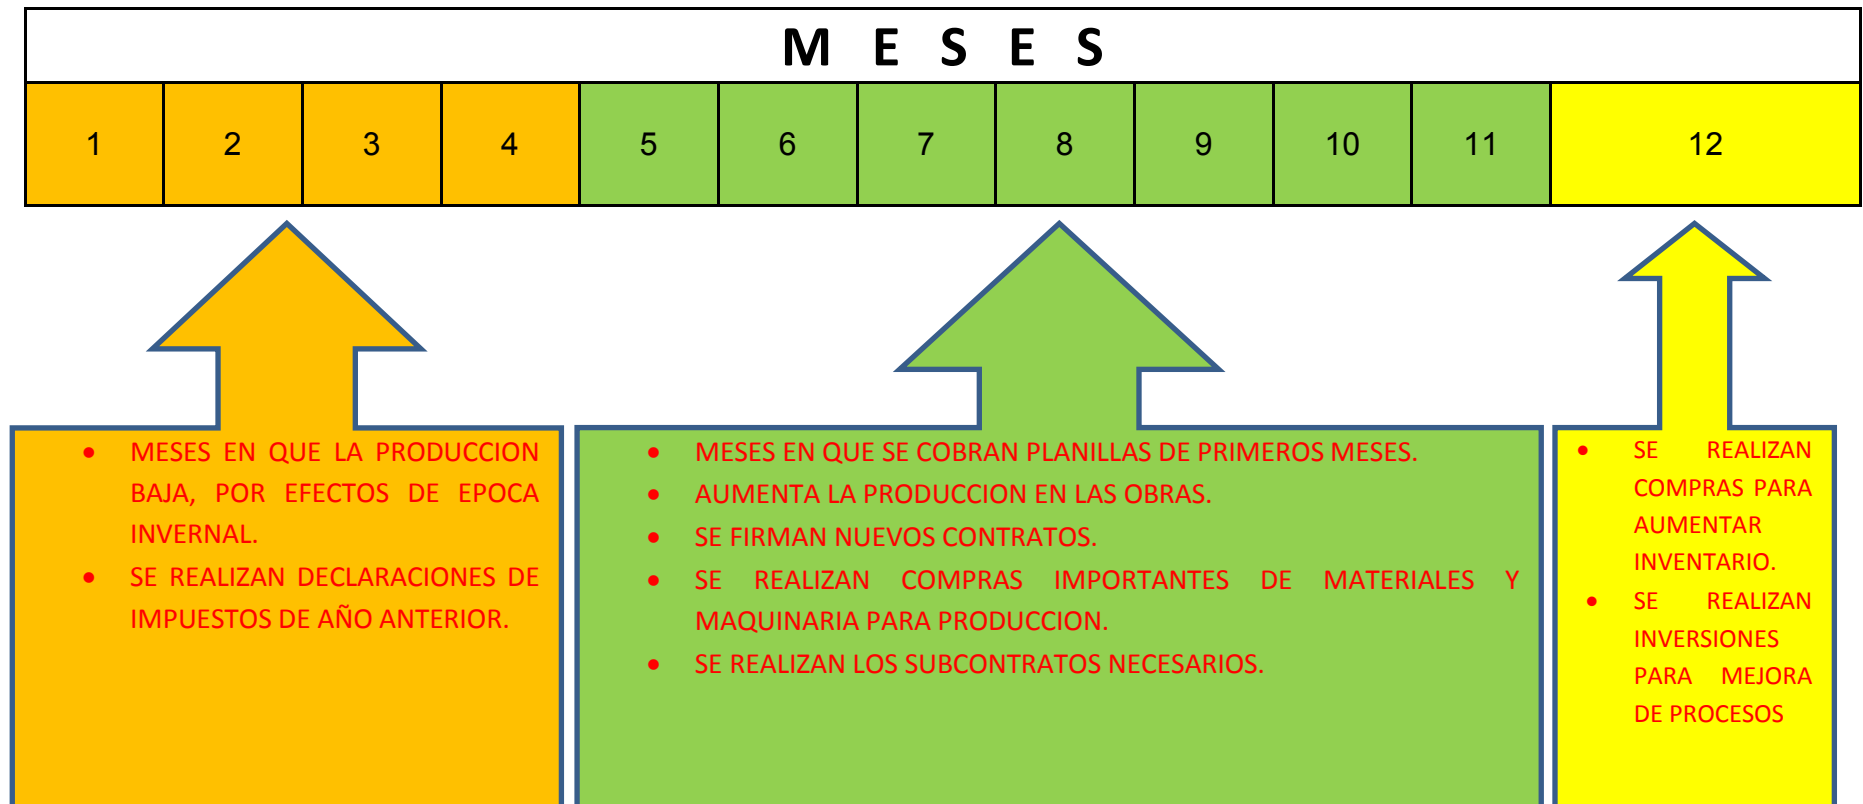 M E S E S
1 2 3 4 5 6 7 8 9 10 11 12
• MESES EN QUE LA PRODUCCION
BAJA, POR EFECTOS DE EPOCA
INVERNAL.
• SE REALIZAN DECLARACIONES DE
IMPUESTOS DE AÑO ANTERIOR.
• MESES EN QUE SE COBRAN PLANILLAS DE PRIMEROS MESES.
• AUMENTA LA PRODUCCION EN LAS OBRAS.
• SE FIRMAN NUEVOS CONTRATOS.
• SE REALIZAN COMPRAS IMPORTANTES DE MATERIALES Y
MAQUINARIA PARA PRODUCCION.
• SE REALIZAN LOS SUBCONTRATOS NECESARIOS.
• SE REALIZAN
COMPRAS PARA
AUMENTAR
INVENTARIO.
• SE REALIZAN
INVERSIONES
PARA MEJORA
DE PROCESOS